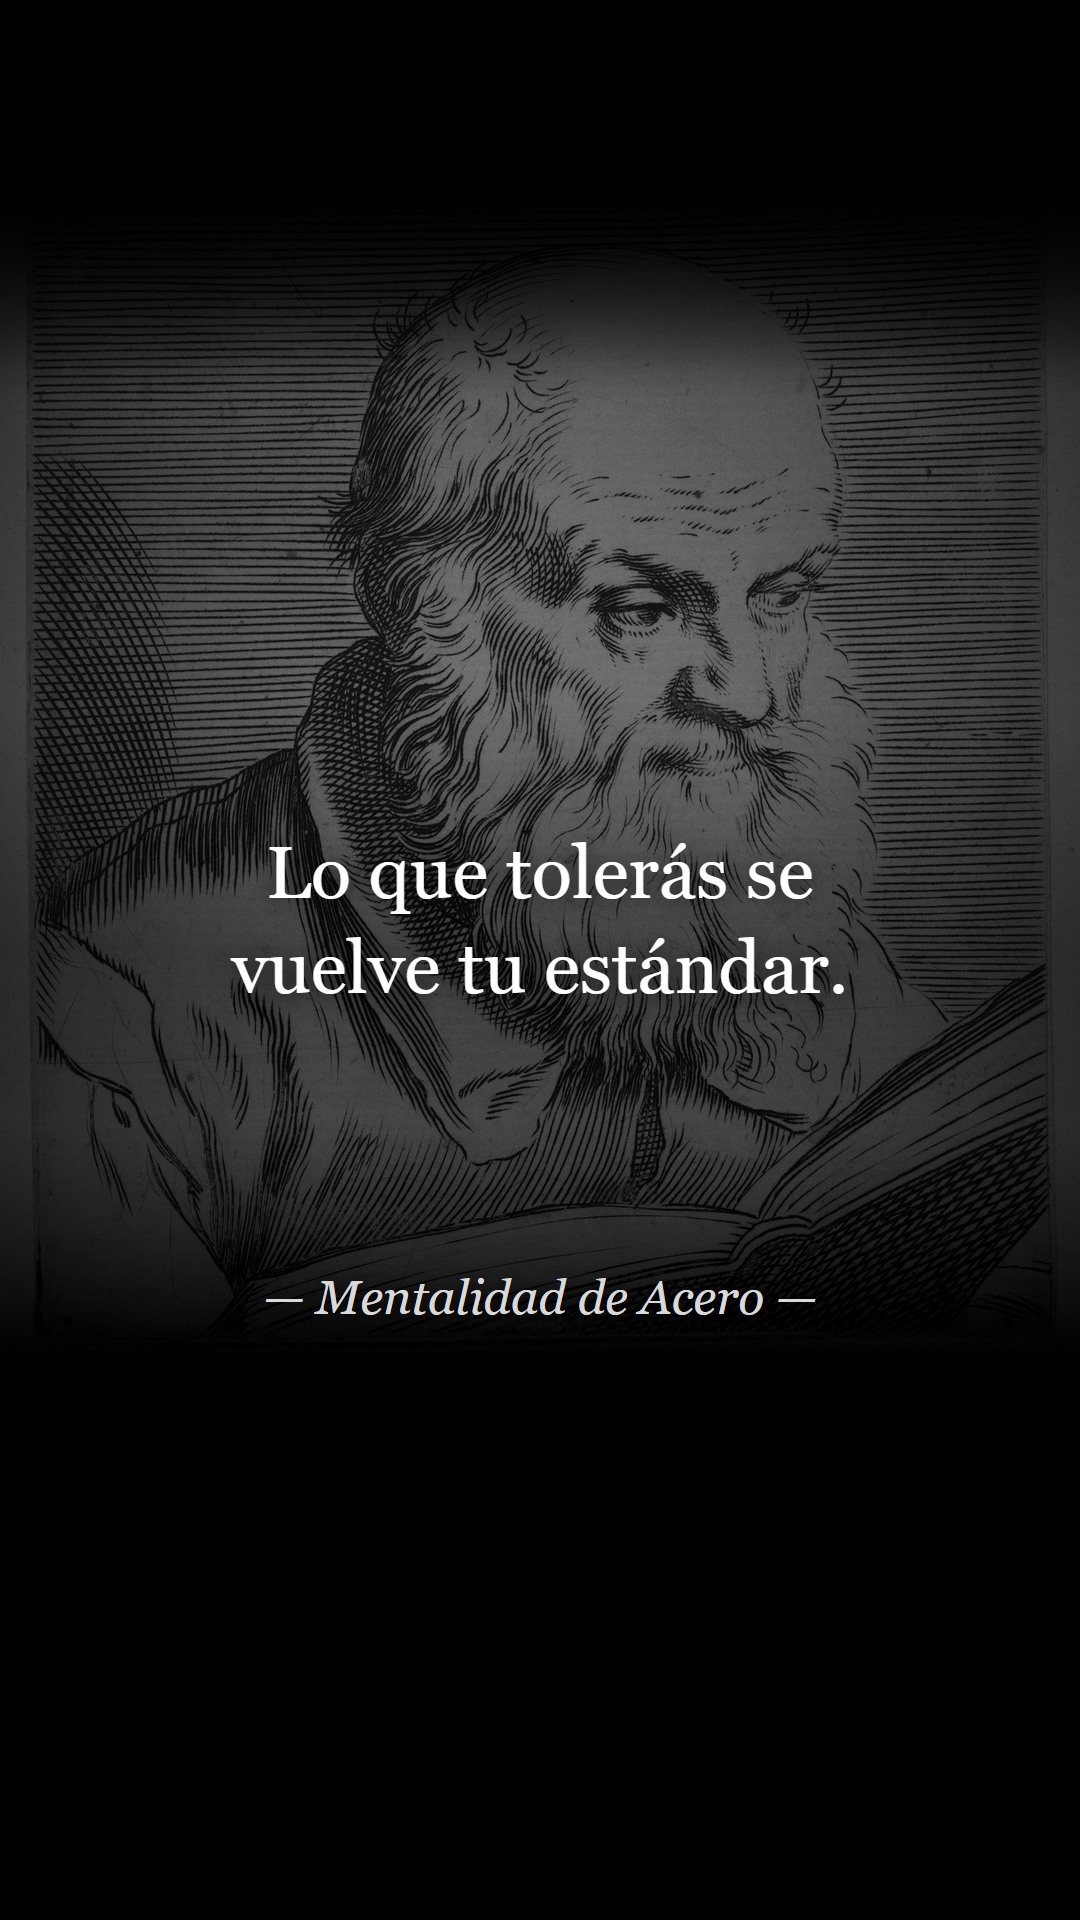 Lo que tolerás se
vuelve tu estándar.
— Mentalidad de Acero —